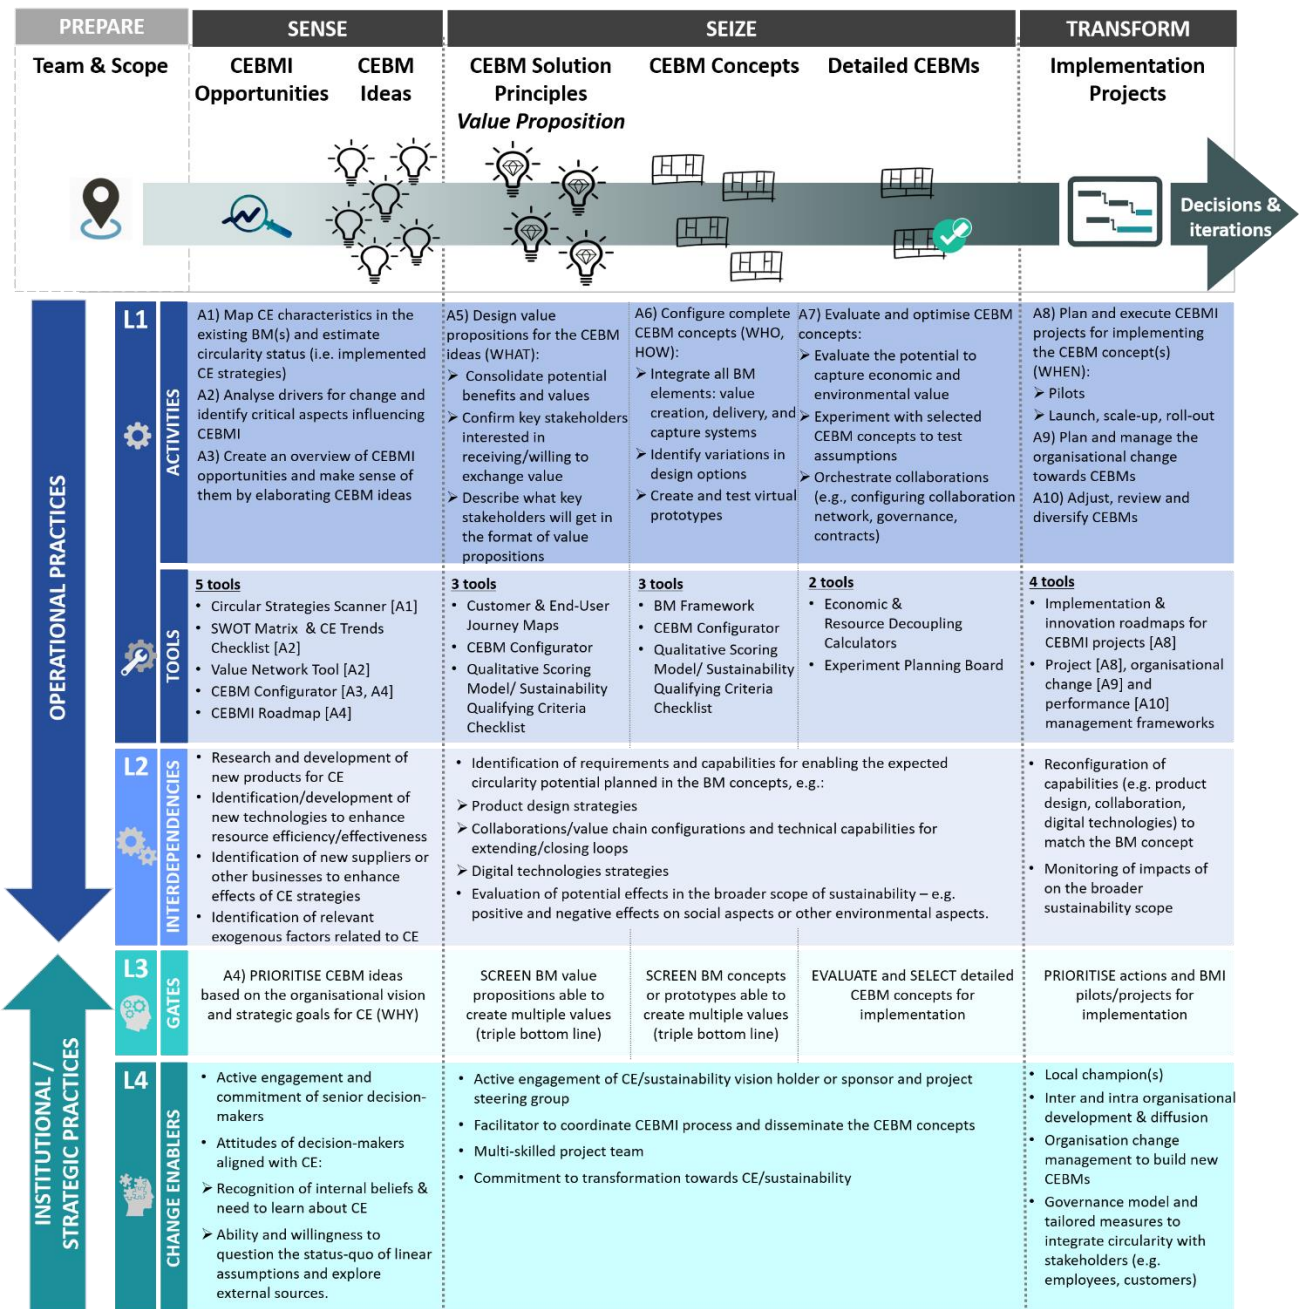 PREPARE
SENSE
SEIZE
TRANSFORM
Team & Scope
CEBMI
Opportunities
CEBM
Ideas
CEBM Solution
Principles
Value Proposition
CEBM Concepts
Detailed CEBMs
Implementation
Projects
Decisions &
iterations
OPERATIONAL PRACTICES
L1
ACTIVITIES
A1) Map CE characteristics in the
existing BM(s) and estimate
circularity status (i.e. implemented
CE strategies)
A2) Analyse drivers for change and
identify critical aspects influencing
CEBMI
A3) Create an overview of CEBMI
opportunities and make sense of
them by elaborating CEBM ideas
A5) Design value
propositions for the CEBM
ideas (WHAT):
➢ Consolidate potential
benefits and values
➢ Confirm key stakeholders
interested in
receiving/willing to
exchange value
➢ Describe what key
stakeholders will get in
the format of value
propositions
A6) Configure complete
CEBM concepts (WHO,
HOW):
➢ Integrate all BM
elements: value
creation, delivery, and
capture systems
➢ Identify variations in
design options
➢ Create and test virtual
prototypes
A7) Evaluate and optimise CEBM
concepts:
➢ Evaluate the potential to
capture economic and
environmental value
➢ Experiment with selected
CEBM concepts to test
assumptions
➢ Orchestrate collaborations
(e.g., configuring collaboration
network, governance,
contracts)
A8) Plan and execute CEBMI
projects for implementing
the CEBM concept(s)
(WHEN):
➢ Pilots
➢ Launch, scale-up, roll-out
A9) Plan and manage the
organisational change
towards CEBMs
A10) Adjust, review and
diversify CEBMs
TOOLS
5 tools
• Circular Strategies Scanner [A1]
• SWOT Matrix & CE Trends
Checklist [A2]
• Value Network Tool [A2]
• CEBM Configurator [A3, A4]
• CEBMI Roadmap [A4]
3 tools
• Customer & End-User
Journey Maps
• CEBM Configurator
• Qualitative Scoring
Model/ Sustainability
Qualifying Criteria
Checklist
3 tools
• BM Framework
• CEBM Configurator
• Qualitative Scoring
Model/ Sustainability
Qualifying Criteria
Checklist
2 tools
• Economic &
Resource Decoupling
Calculators
• Experiment Planning Board
4 tools
• Implementation &
innovation roadmaps for
CEBMI projects [A8]
• Project [A8], organisational
change [A9] and
performance [A10]
management frameworks
L2
INTERDEPENDENCIES
• Research and development of
new products for CE
• Identification/development of
new technologies to enhance
resource efficiency/effectiveness
• Identification of new suppliers or
other businesses to enhance
effects of CE strategies
• Identification of relevant
exogenous factors related to CE
• Identification of requirements and capabilities for enabling the expected
circularity potential planned in the BM concepts, e.g.:
➢ Product design strategies
➢ Collaborations/value chain configurations and technical capabilities for
extending/closing loops
➢ Digital technologies strategies
• Evaluation of potential effects in the broader scope of sustainability – e.g.
positive and negative effects on social aspects or other environmental aspects.
• Reconfiguration of
capabilities (e.g. product
design, collaboration,
digital technologies) to
match the BM concept
• Monitoring of impacts of
on the broader
sustainability scope
INSTITUTIONAL /
STRATEGIC PRACTICES
L3
GATES
A4) PRIORITISE CEBM ideas
based on the organisational vision
and strategic goals for CE (WHY)
SCREEN BM value
propositions able to
create multiple values
(triple bottom line)
SCREEN BM concepts
or prototypes able to
create multiple values
(triple bottom line)
EVALUATE and SELECT detailed
CEBM concepts for
implementation
PRIORITISE actions and BMI
pilots/projects for
implementation
L4
CHANGE ENABLERS
• Active engagement and
commitment of senior decision-
makers
• Attitudes of decision-makers
aligned with CE:
➢ Recognition of internal beliefs &
need to learn about CE
➢ Ability and willingness to
question the status-quo of linear
assumptions and explore
external sources.
• Active engagement of CE/sustainability vision holder or sponsor and project
steering group
• Facilitator to coordinate CEBMI process and disseminate the CEBM concepts
• Multi-skilled project team
• Commitment to transformation towards CE/sustainability
• Local champion(s)
• Inter and intra organisational
development & diffusion
• Organisation change
management to build new
CEBMs
• Governance model and
tailored measures to
integrate circularity with
stakeholders (e.g.
employees, customers)